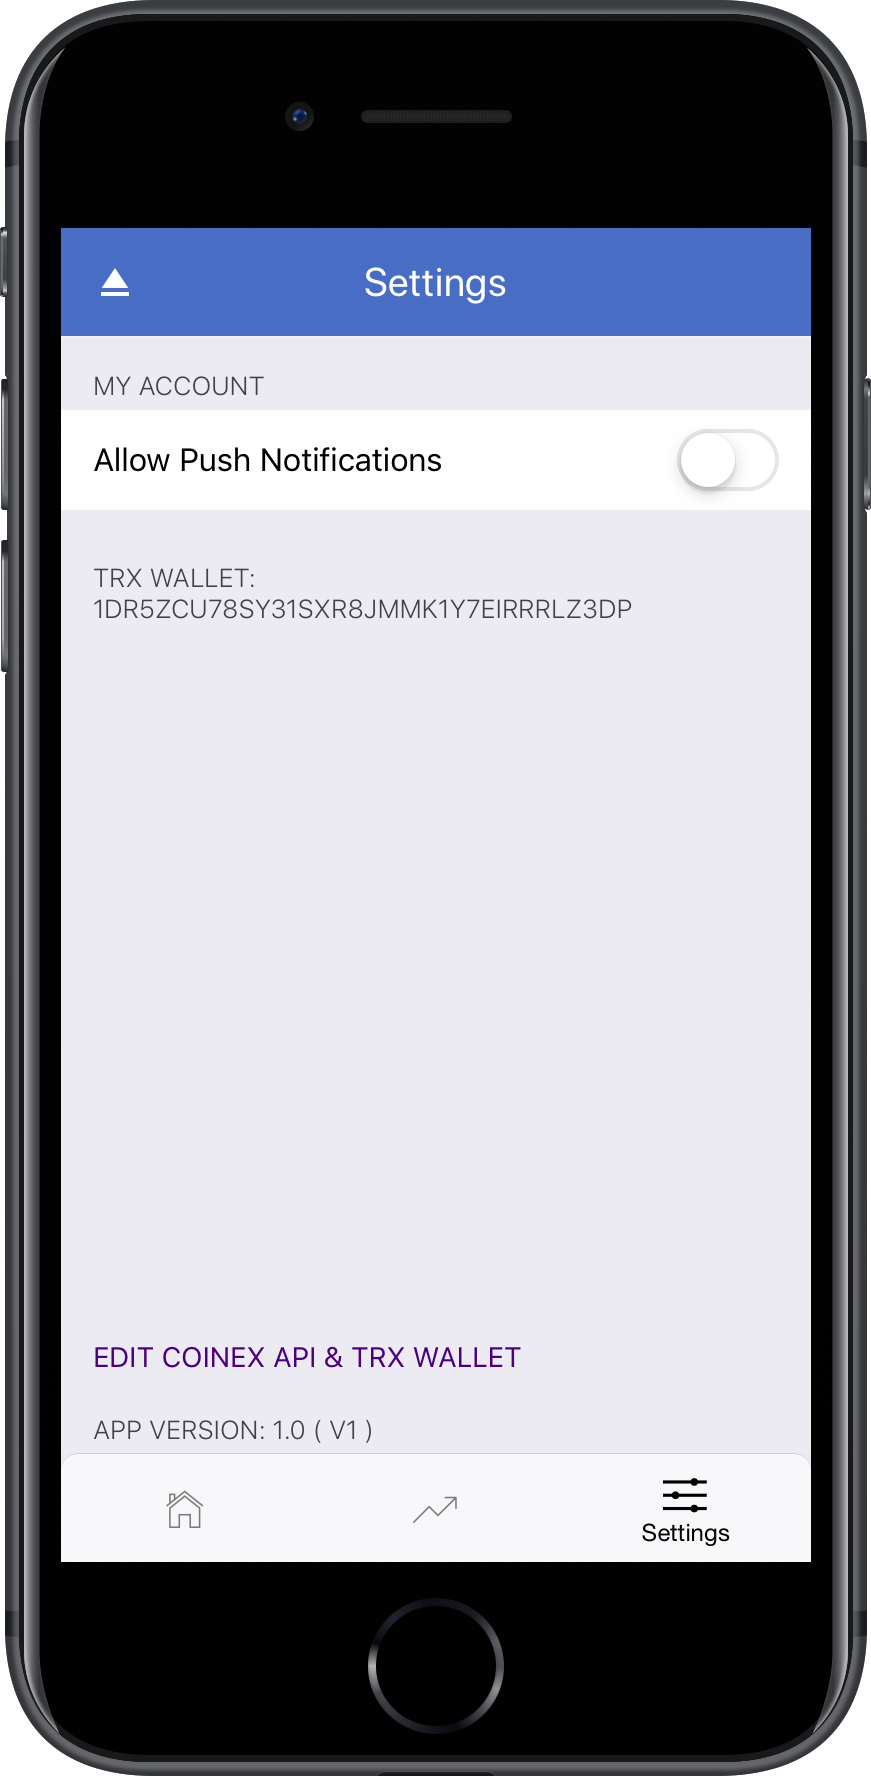 Settings
MY ACCOUNT
Allow Push Notifications
TRX WALLET:
1DR5ZCU78SY31SXR8JMMK1Y7EIRRRLZ3DP
EDIT COINEX API & TRX WALLET
APP VERSION: 1.0 ( V1 )
Settings